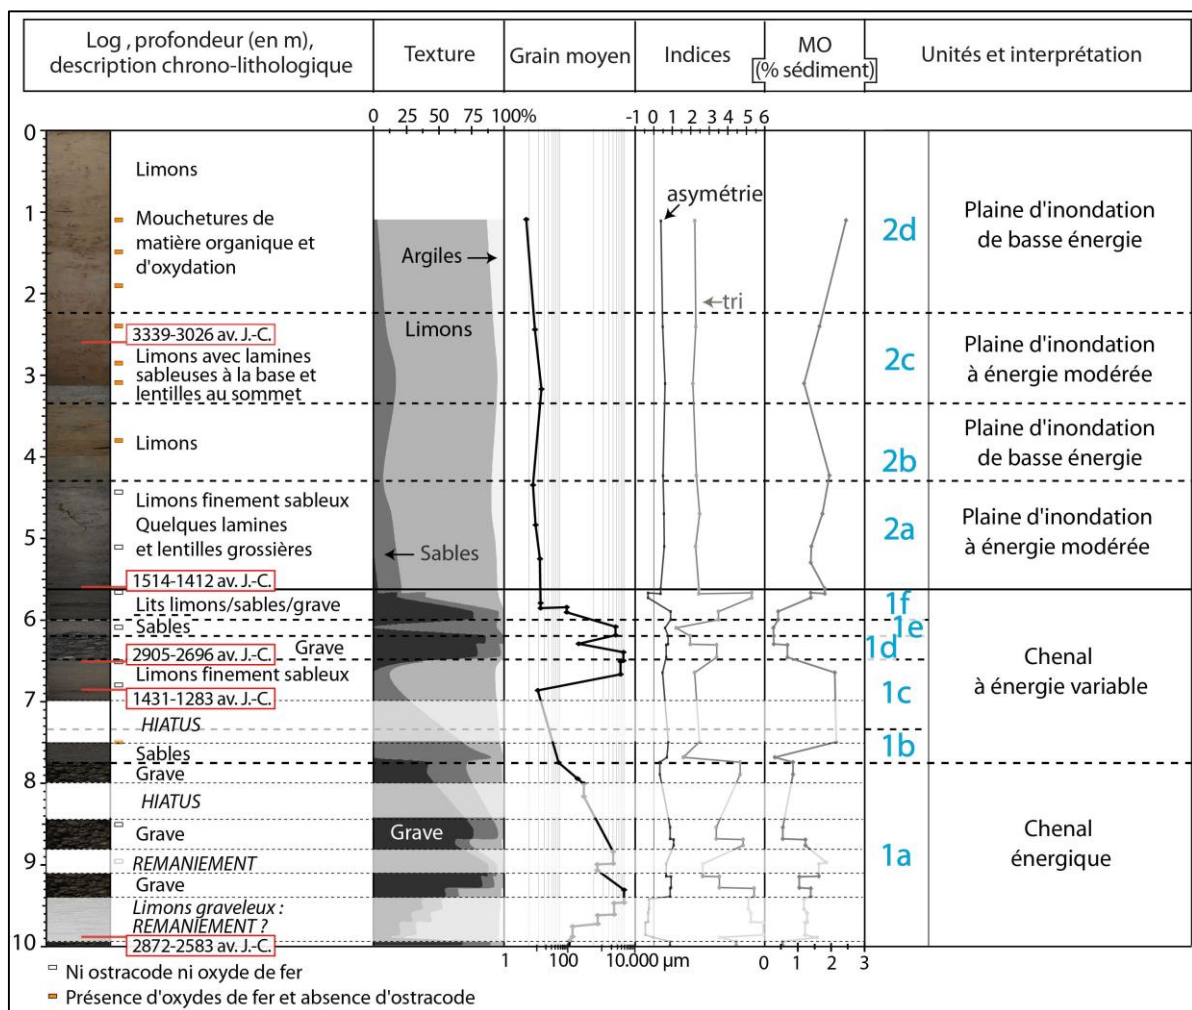 Log , profondeur (en m),
description chrono-lithologique
Texture
Grain moyen
Indices
MO
(% sédiment)
Unités et interprétation
0 25 50 75 100%
-1 0 1 2 3 4 5 6
0
1
2
3
4
5
6
7
8
9
10
Limons
Mouchetures de
matière organique et
d'oxydation
3339-3026 av. J.-C.
Limons avec lamines
sableuses à la base et
lentilles au sommet
Limons
Limons finement sableux
Quelques lamines
et lentilles grossières
1514-1412 av. J.-C.
Lits limons/sables/grave
Sables
Grave
2905-2696 av. J.-C.
Limons finement sableux
1431-1283 av. J.-C.
HIATUS
Sables
Grave
HIATUS
Grave
REMANIEMENT
Grave
Limons graveleux :
REMANIEMENT ?
2872-2583 av. J.-C.
Argiles
Limons
Sables
Grave
asymétrie
tri
2d
2c
2b
2a
1f
1e
1d
1c
1b
1a
Plaine d'inondation
de basse énergie
Plaine d'inondation
à énergie modérée
Plaine d'inondation
de basse énergie
Plaine d'inondation
à énergie modérée
Chenal
à énergie variable
Chenal
énergique
1 100 10.000 µm
0 1 2 3
Ni ostracode ni oxyde de fer
Présence d'oxydes de fer et absence d'ostracode